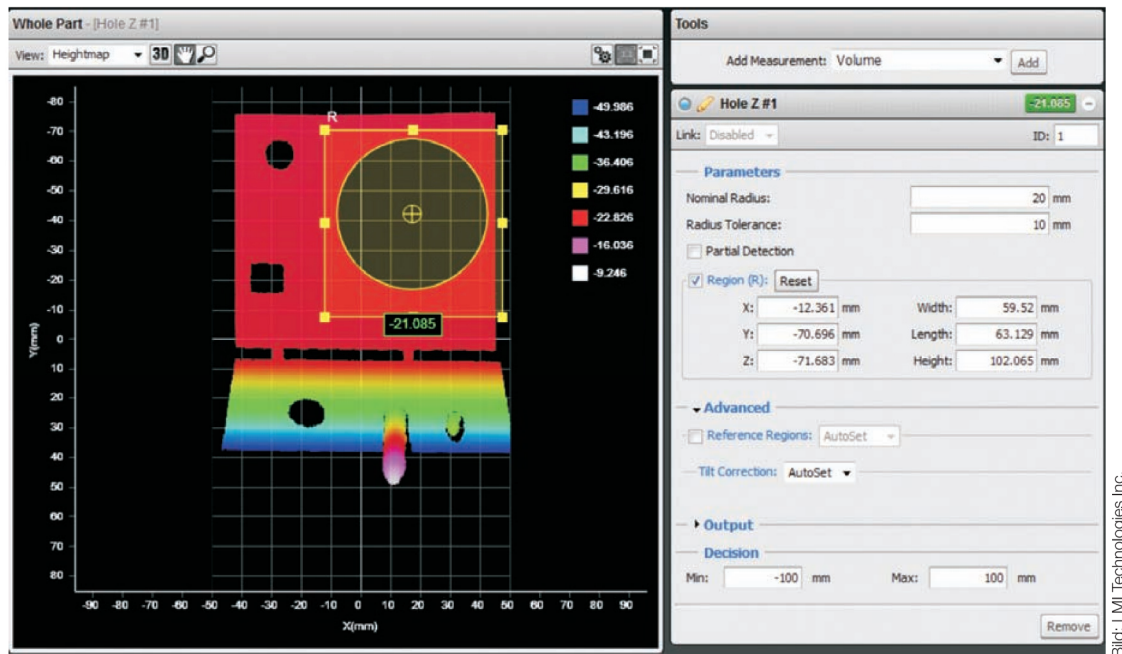 Whole Part - [Hole Z #1]
View: Heightmap 3D
-80
-70
-60
-50
-40
-30
-20
-10
0
10
20
30
40
50
60
70
80
Y(mm)
-90 -80 -70 -60 -50 -40 -30 -20 -10 0 10 20 30 40 50 60 70 80 90
X(mm)
R
-21.085
-49.986
-43.196
-36.406
-29.616
-22.826
-16.036
-9.246
Tools
Add Measurement: Volume Add
Hole Z #1 -21.085
Link: Disabled ID: 1
Parameters
Nominal Radius: 20 mm
Radius Tolerance: 10 mm
Partial Detection
Region (R): Reset
X: -12.361 mm Width: 59.52 mm
Y: -70.696 mm Length: 63.129 mm
Z: -71.683 mm Height: 102.065 mm
Advanced
Reference Regions: AutoSet
Tilt Correction: AutoSet
Output
Decision
Min: -100 mm Max: 100 mm
Remove
Bild: LMI Technologies Inc.